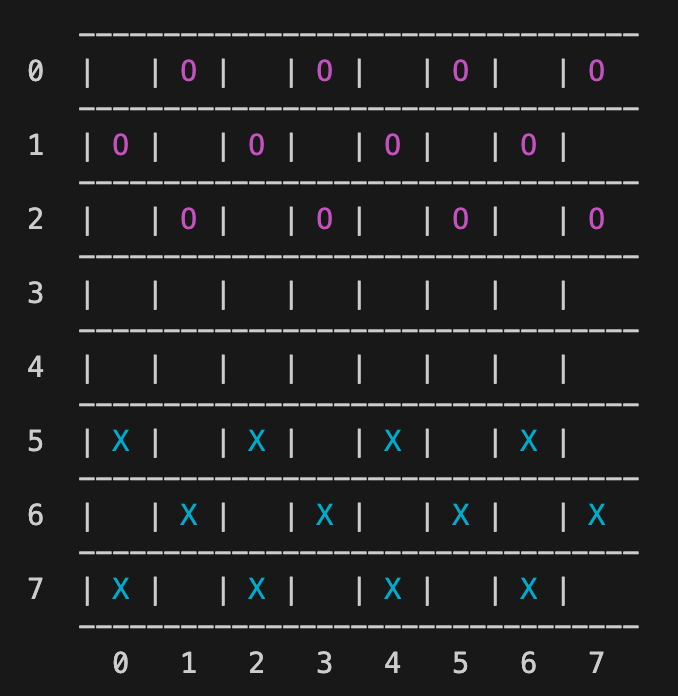 0 | | O | | O | | O | | O
1 | O | | O | | O | | O |
2 | | O | | O | | O | | O
3 | | | | | | | |
4 | | | | | | | |
5 | X | | X | | X | | X |
6 | | X | | X | | X | | X
7 | X | | X | | X | | X |
0 1 2 3 4 5 6 7